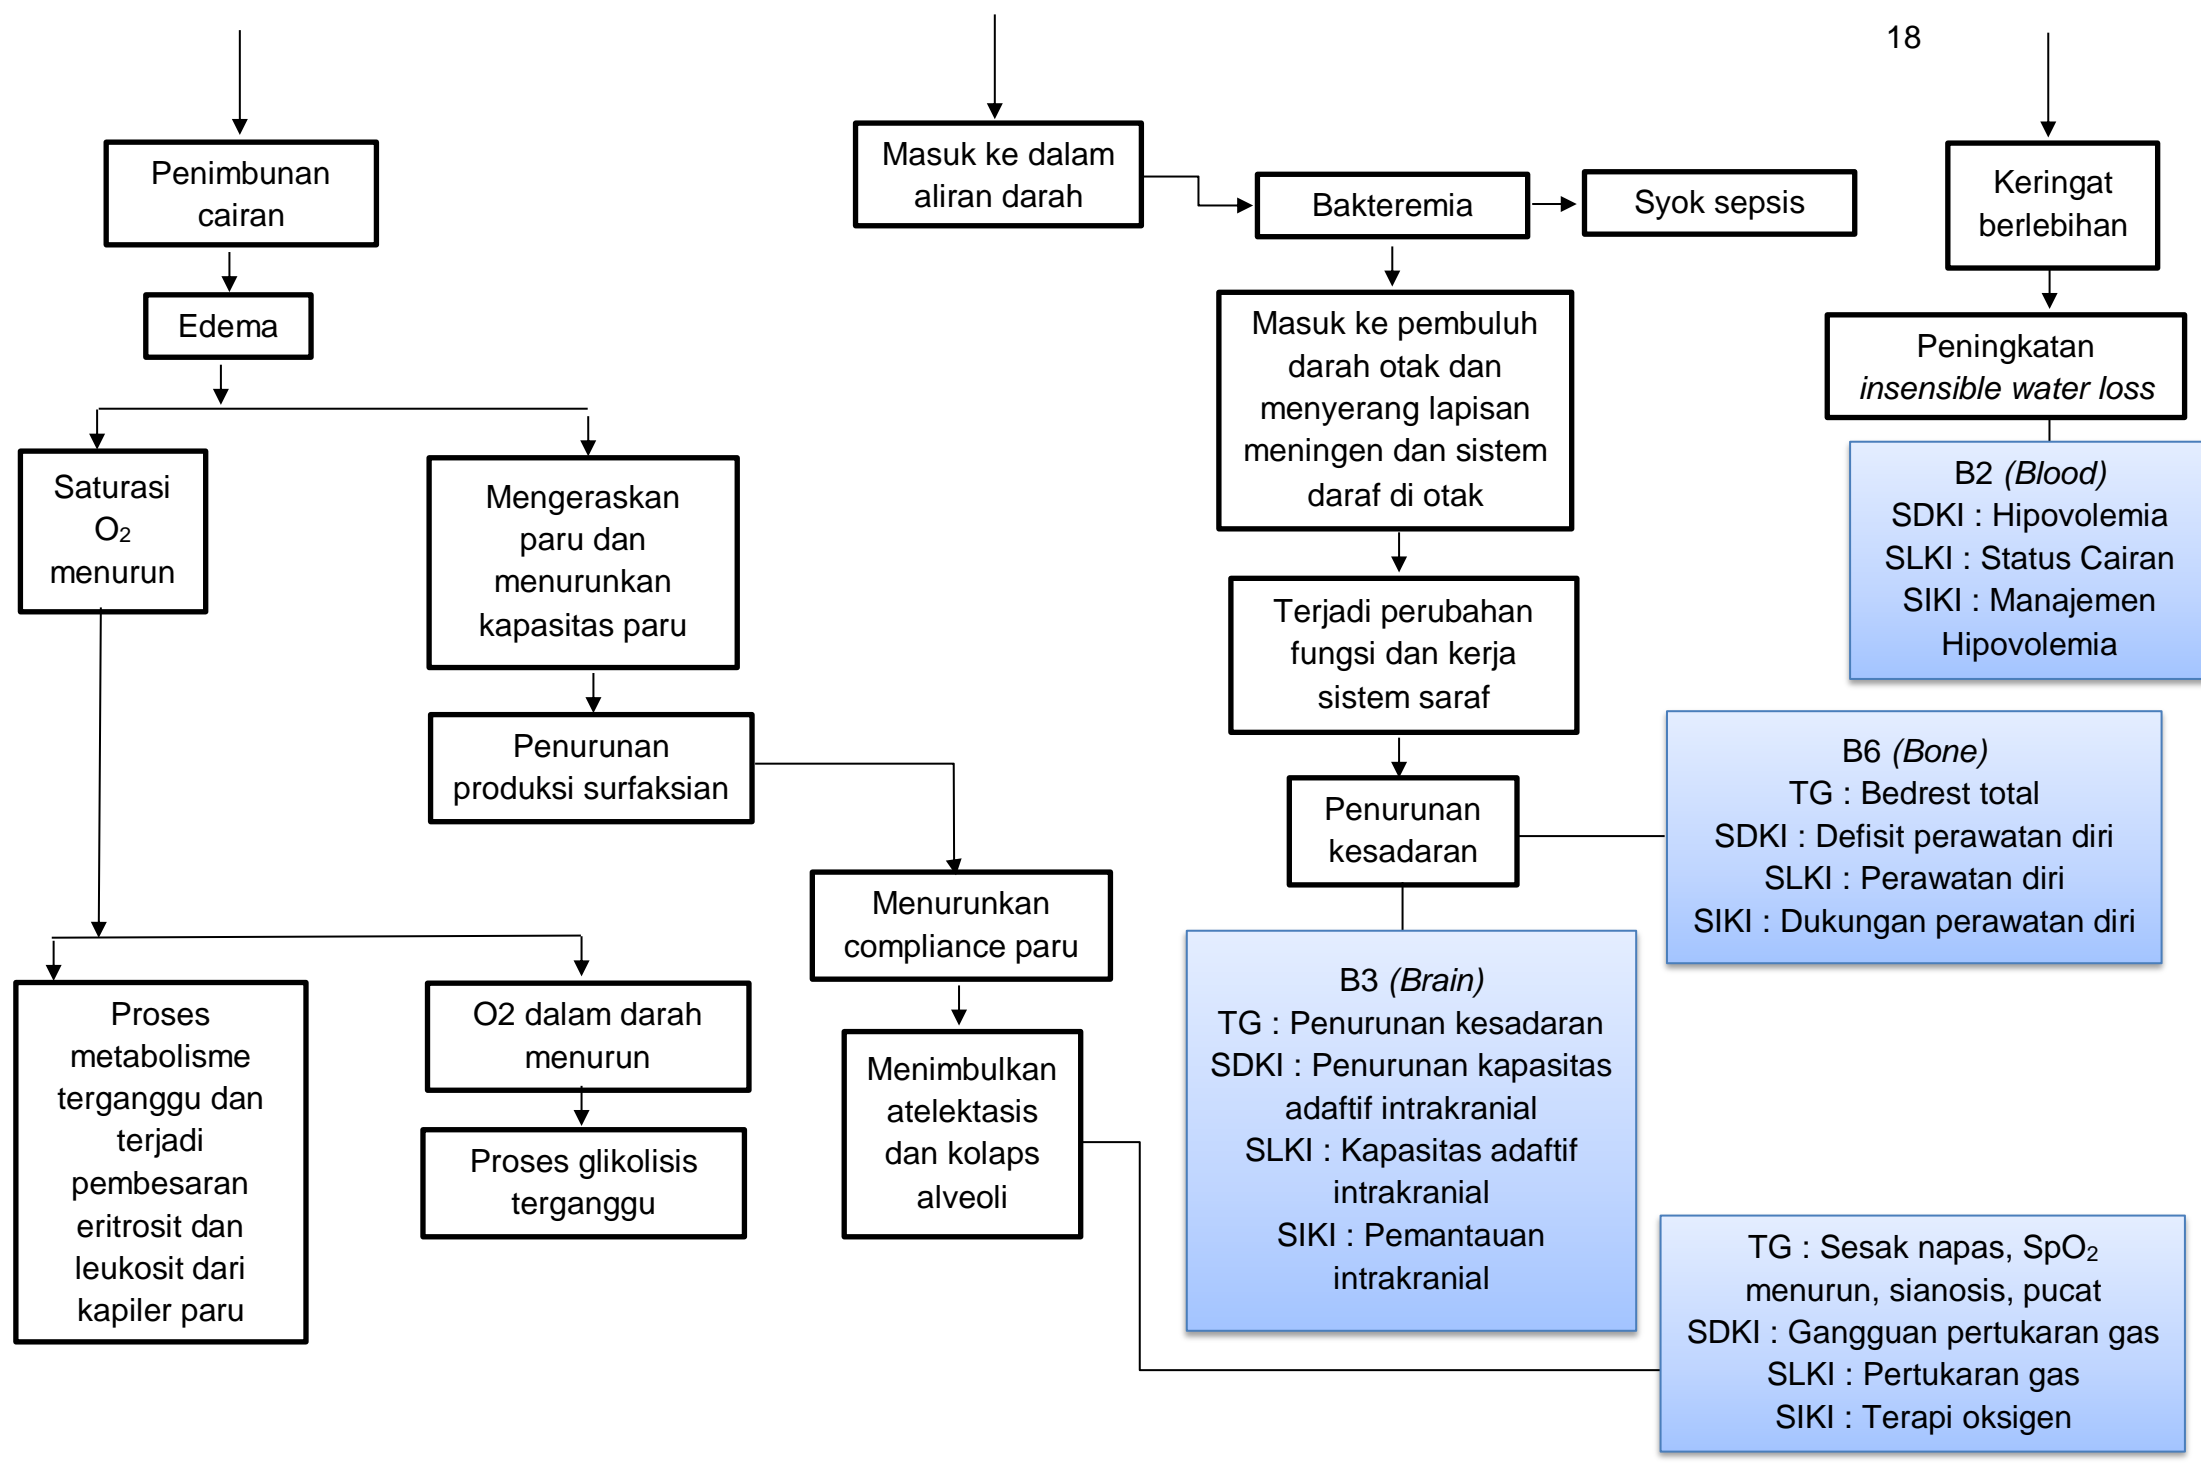 18
Penimbunan
cairan
Edema
Saturasi
O₂
menurun
Mengeraskan
paru dan
menurunkan
kapasitas paru
Penurunan
produksi surfaksian
Menurunkan
compliance paru
Menimbulkan
atelektasis
dan kolaps
alveoli
Proses
metabolisme
terganggu dan
terjadi
pembesaran
eritrosit dan
leukosit dari
kapiler paru
O2 dalam darah
menurun
Proses glikolisis
terganggu
Masuk ke dalam
aliran darah
Bakteremia
Syok sepsis
Masuk ke pembuluh
darah otak dan
menyerang lapisan
meningen dan sistem
daraf di otak
Terjadi perubahan
fungsi dan kerja
sistem saraf
Penurunan
kesadaran
B3 (Brain)
TG : Penurunan kesadaran
SDKI : Penurunan kapasitas
adaftif intrakranial
SLKI : Kapasitas adaftif
intrakranial
SIKI : Pemantauan
intrakranial
Keringat
berlebihan
Peningkatan
insensible water loss
B2 (Blood)
SDKI : Hipovolemia
SLKI : Status Cairan
SIKI : Manajemen
Hipovolemia
B6 (Bone)
TG : Bedrest total
SDKI : Defisit perawatan diri
SLKI : Perawatan diri
SIKI : Dukungan perawatan diri
TG : Sesak napas, SpO₂
menurun, sianosis, pucat
SDKI : Gangguan pertukaran gas
SLKI : Pertukaran gas
SIKI : Terapi oksigen